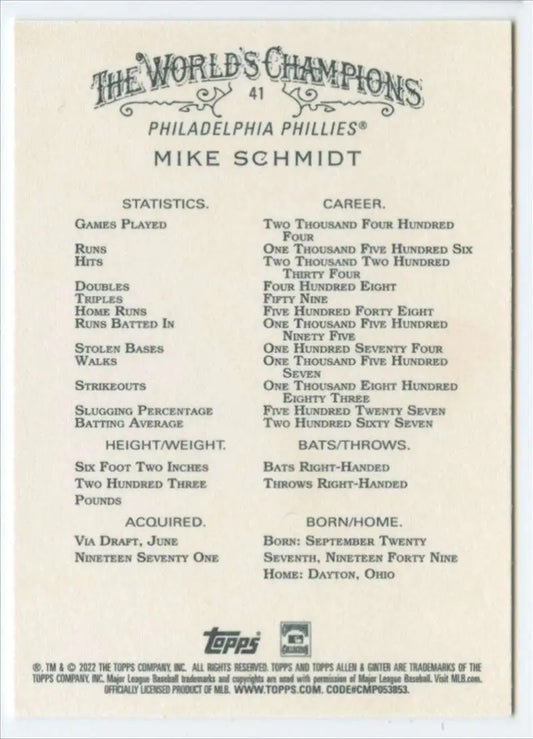 THE WORLD'S CHAMPIONS
41
PHILADELPHIA PHILLIES®
MIKE SCHMIDT
STATISTICS. CAREER.
GAMES PLAYED TWO THOUSAND FOUR HUNDRED
FOUR
RUNS ONE THOUSAND FIVE HUNDRED SIX
HITS TWO THOUSAND TWO HUNDRED
THIRTY FOUR
DOUBLES FOUR HUNDRED EIGHT
TRIPLES FIFTY NINE
HOME RUNS FIVE HUNDRED FORTY EIGHT
RUNS BATTED IN ONE THOUSAND FIVE HUNDRED
NINETY FIVE
STOLEN BASES ONE HUNDRED SEVENTY FOUR
WALKS ONE THOUSAND FIVE HUNDRED
SEVEN
STRIKEOUTS ONE THOUSAND EIGHT HUNDRED
EIGHTY THREE
SLUGGING PERCENTAGE FIVE HUNDRED TWENTY SEVEN
BATTING AVERAGE TWO HUNDRED SIXTY SEVEN
HEIGHT/WEIGHT. BATS/THROWS.
SIX FOOT TWO INCHES BATS RIGHT-HANDED
TWO HUNDRED THREE THROWS RIGHT-HANDED
POUNDS
ACQUIRED. BORN/HOME.
VIA DRAFT, JUNE BORN: SEPTEMBER TWENTY
NINETEEN SEVENTY ONE SEVENTH, NINETEEN FORTY NINE
HOME: DAYTON, OHIO
topps
®, TM & © 2022 THE TOPPS COMPANY, INC. ALL RIGHTS RESERVED. TOPPS AND TOPPS ALLEN & GINTER ARE TRADEMARKS OF THE
TOPPS COMPANY, INC. Major League Baseball trademarks and copyrights are used with permission of Major League Baseball. Visit MLB.com.
OFFICIALLY LICENSED PRODUCT OF MLB. WWW.TOPPS.COM. CODE#CMP053853.